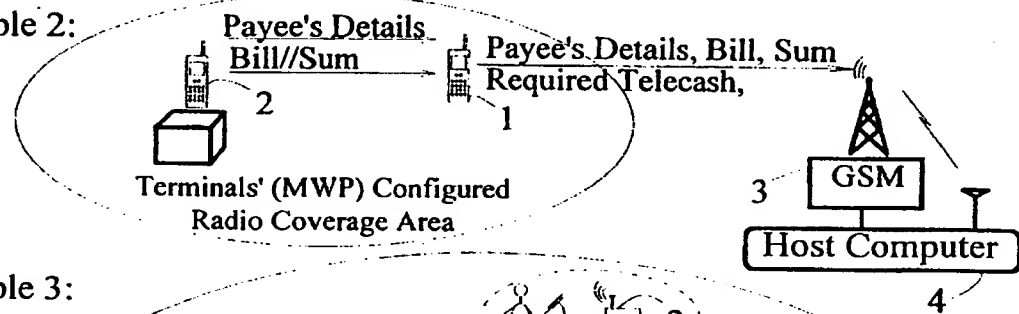 ple 2:
Payee's Details
Bill//Sum
Payee's Details, Bill, Sum
Required Telecash,
2
1
Terminals' (MWP) Configured
Radio Coverage Area
3
GSM
Host Computer
4
ple 3: